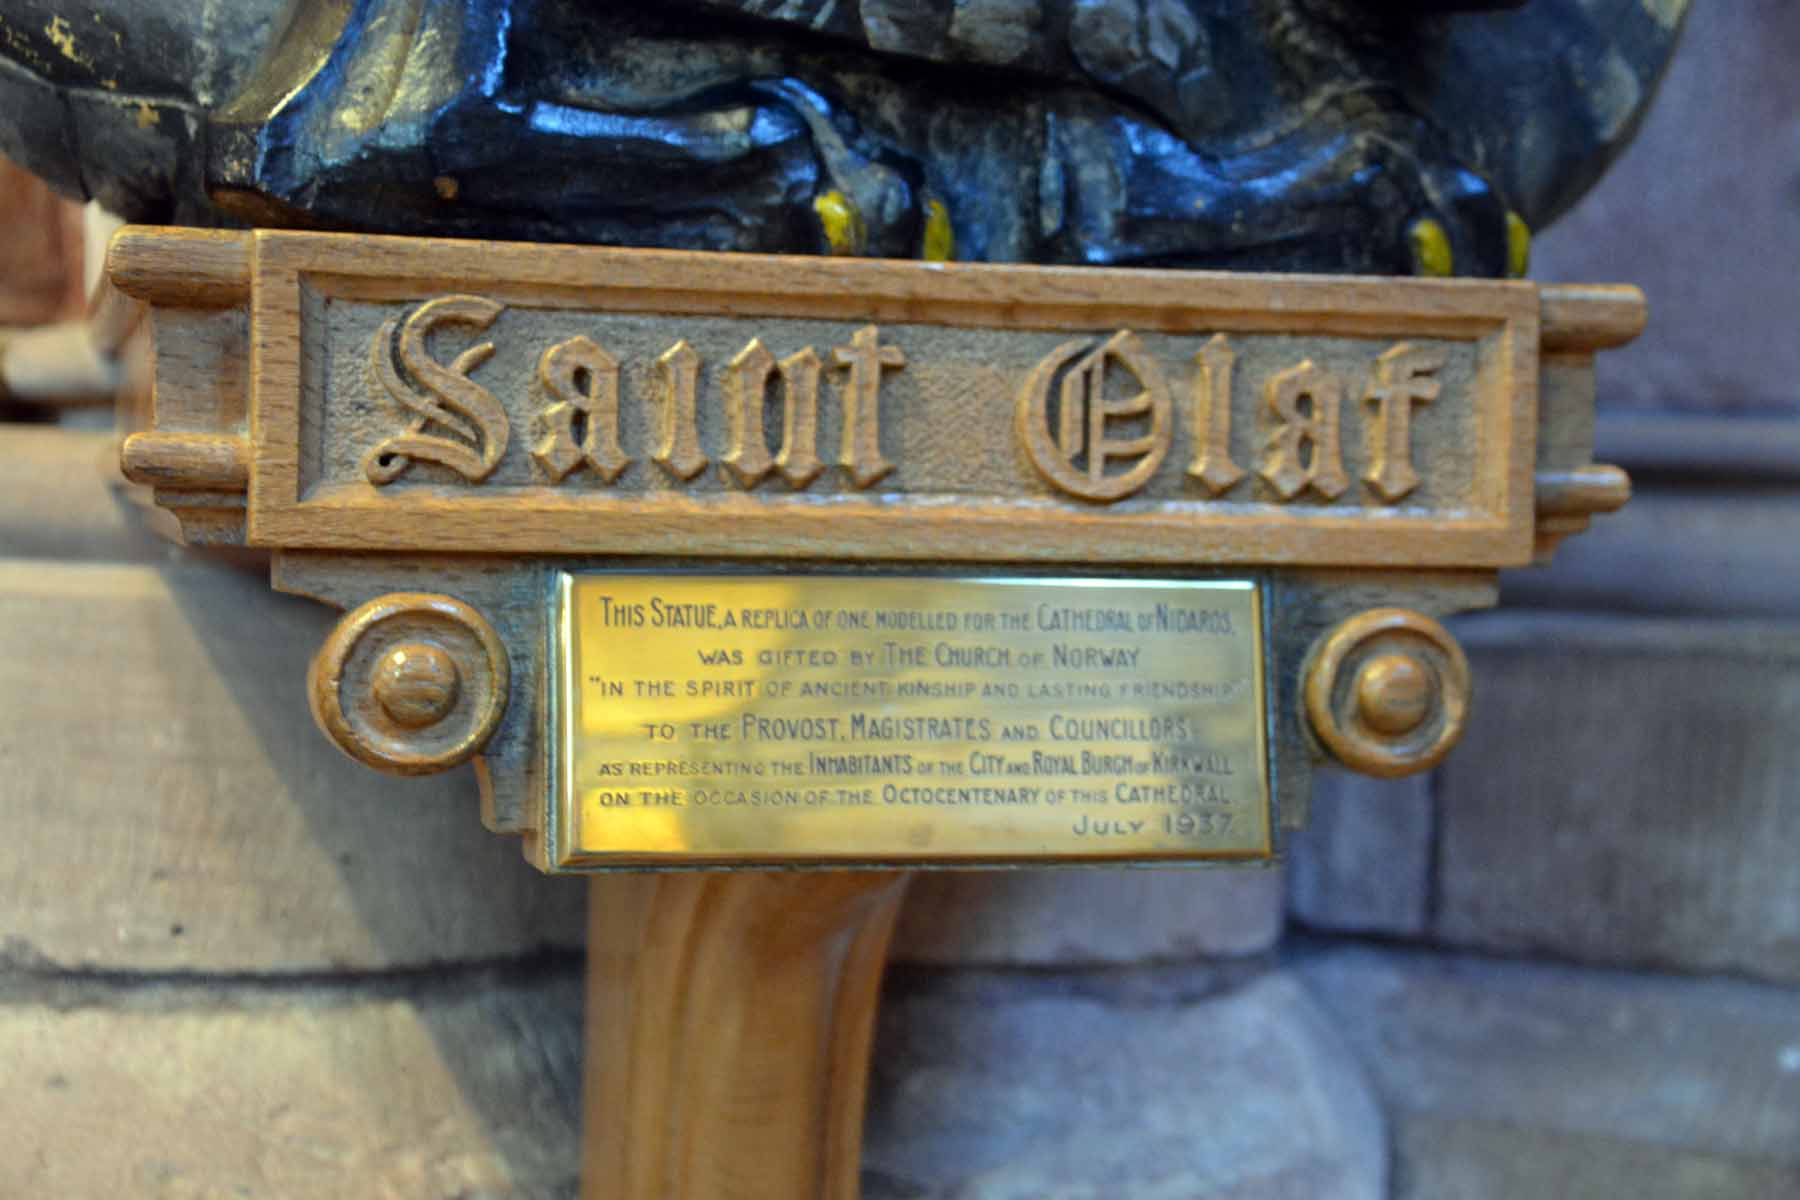 Saint Olaf
THIS STATUE, A REPLICA OF ONE MODELLED FOR THE CATHEDRAL OF NIDAROS,
WAS GIFTED BY THE CHURCH OF NORWAY
"IN THE SPIRIT OF ANCIENT KINSHIP AND LASTING FRIENDSHIP"
TO THE PROVOST, MAGISTRATES AND COUNCILLORS
AS REPRESENTING THE INHABITANTS OF THE CITY AND ROYAL BURGH OF KIRKWALL
ON THE OCCASION OF THE OCTOCENTENARY OF THIS CATHEDRAL
JULY 1937.